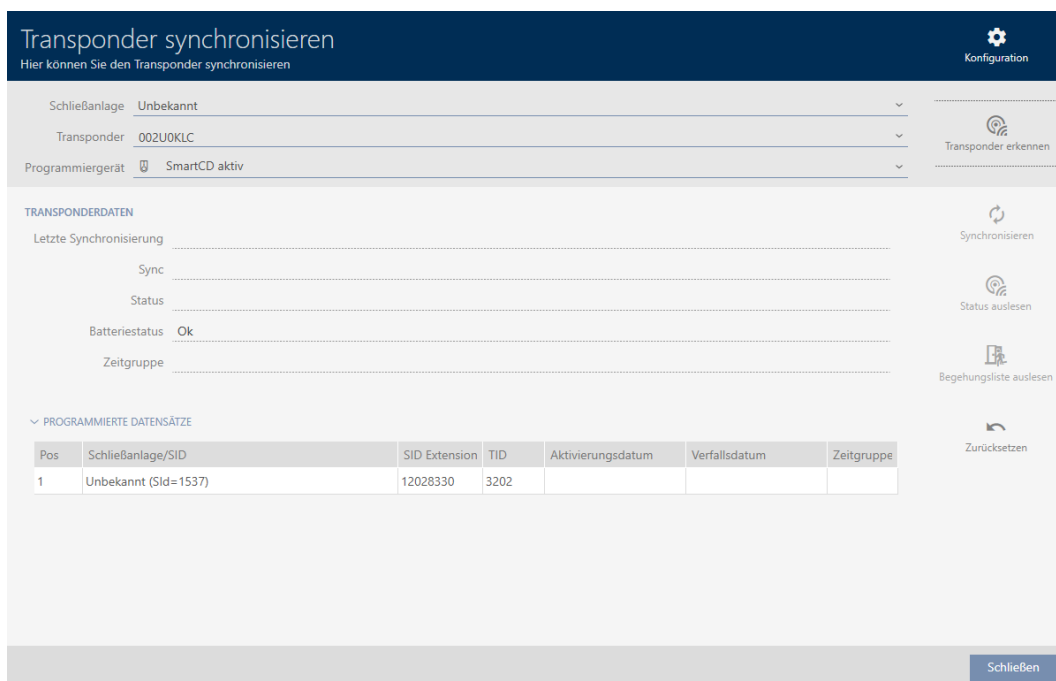 Transponder synchronisieren
Hier können Sie den Transponder synchronisieren
Konfiguration
Schließanlage Unbekannt
Transponder 002U0KLC
Programmiergerät SmartCD aktiv
Transponder erkennen
TRANSPONDERDATEN
Letzte Synchronisierung
Sync
Status
Batteriestatus Ok
Zeitgruppe
Synchronisieren
Status auslesen
Begehungsliste auslesen
Zurücksetzen
PROGRAMMIERTE DATENSÄTZE
Pos Schließanlage/SID SID Extension TID Aktivierungsdatum Verfallsdatum Zeitgruppe
1 Unbekannt (SId=1537) 12028330 3202
Schließen